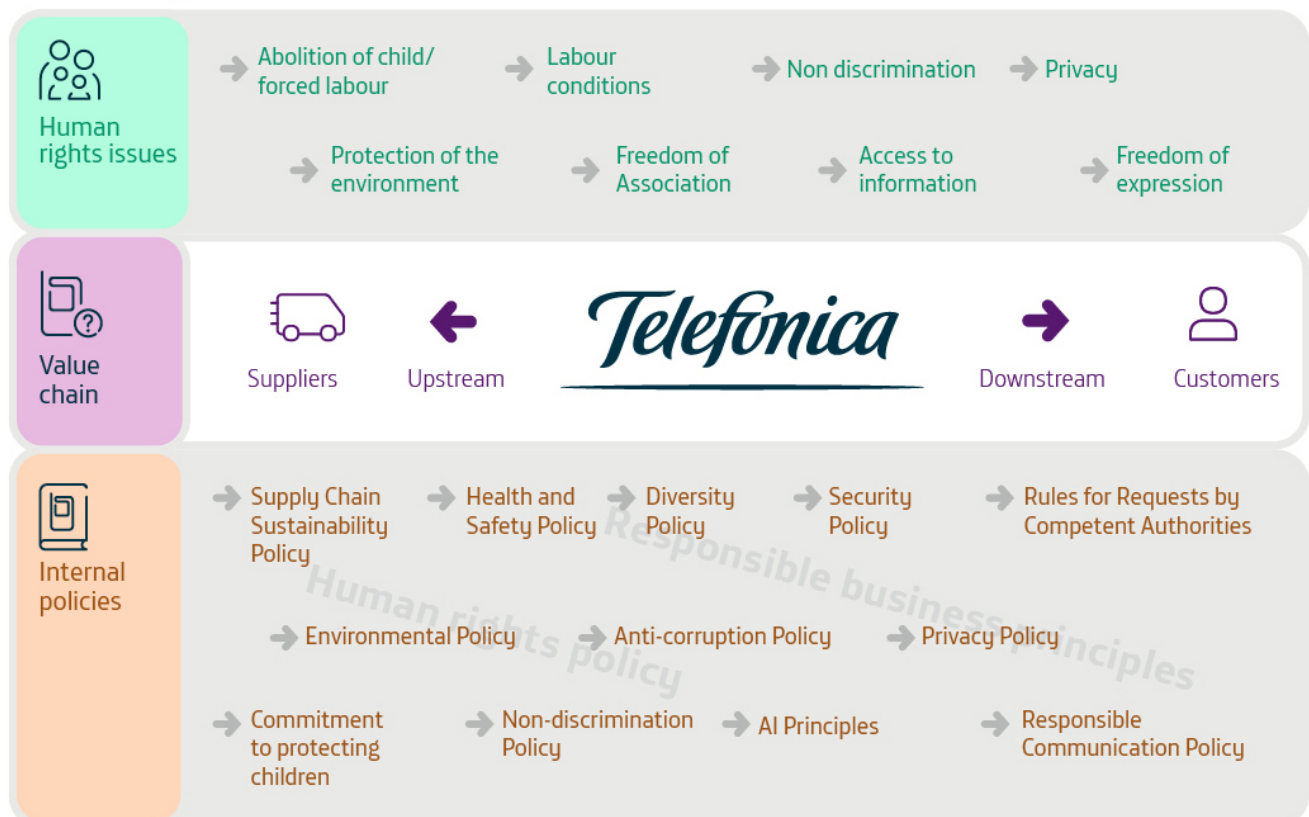 Human
rights issues
Abolition of child/
forced labour
Labour
conditions
Non discrimination
Privacy
Protection of the
environment
Freedom of
Association
Access to
information
Freedom of
expression
Value
chain
Suppliers
Upstream
Telefónica
Downstream
Customers
?
Internal
policies
Supply Chain
Sustainability
Policy
Health and
Safety Policy
Diversity
Policy
Security
Policy
Rules for Requests by
Competent Authorities
Human rights policy
Responsible business principles
Environmental Policy
Anti-corruption Policy
Privacy Policy
Commitment
to protecting
children
Non-discrimination
Policy
AI Principles
Responsible
Communication Policy